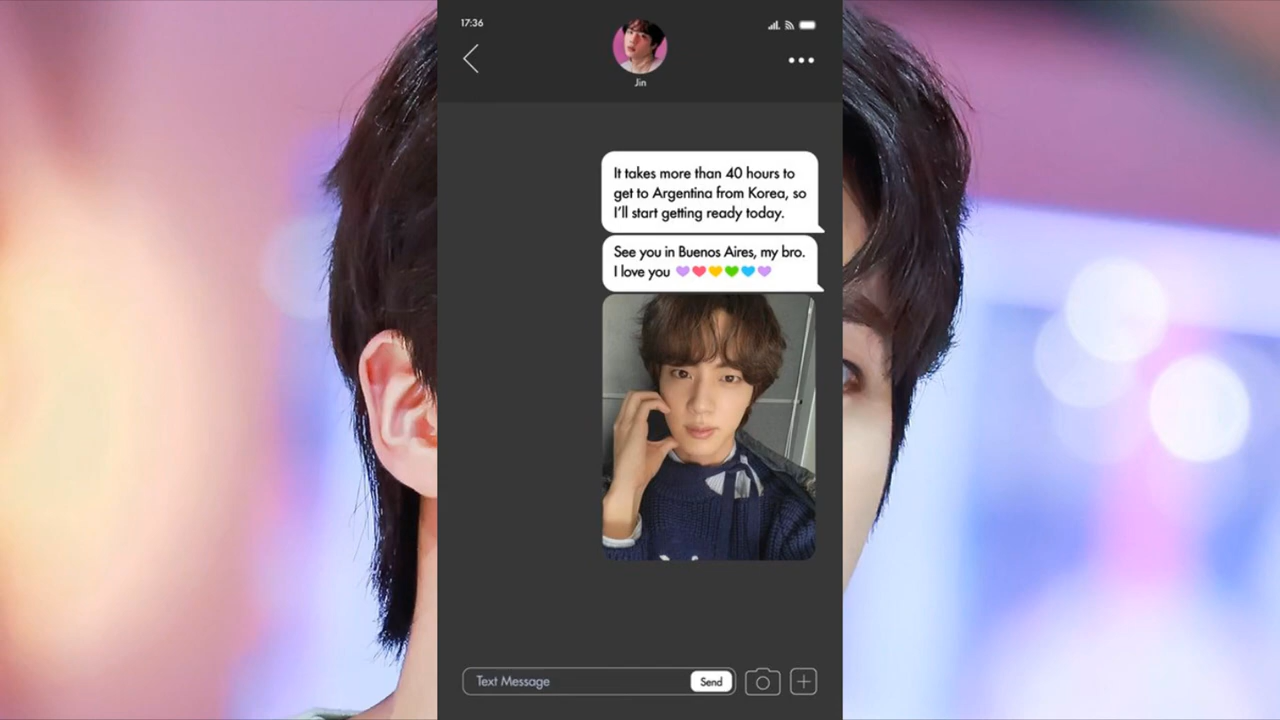 17:36
Jin
It takes more than 40 hours to
get to Argentina from Korea, so
I'll start getting ready today.
See you in Buenos Aires, my bro.
I love you 💜❤️💛💚💙💜
Text Message
Send